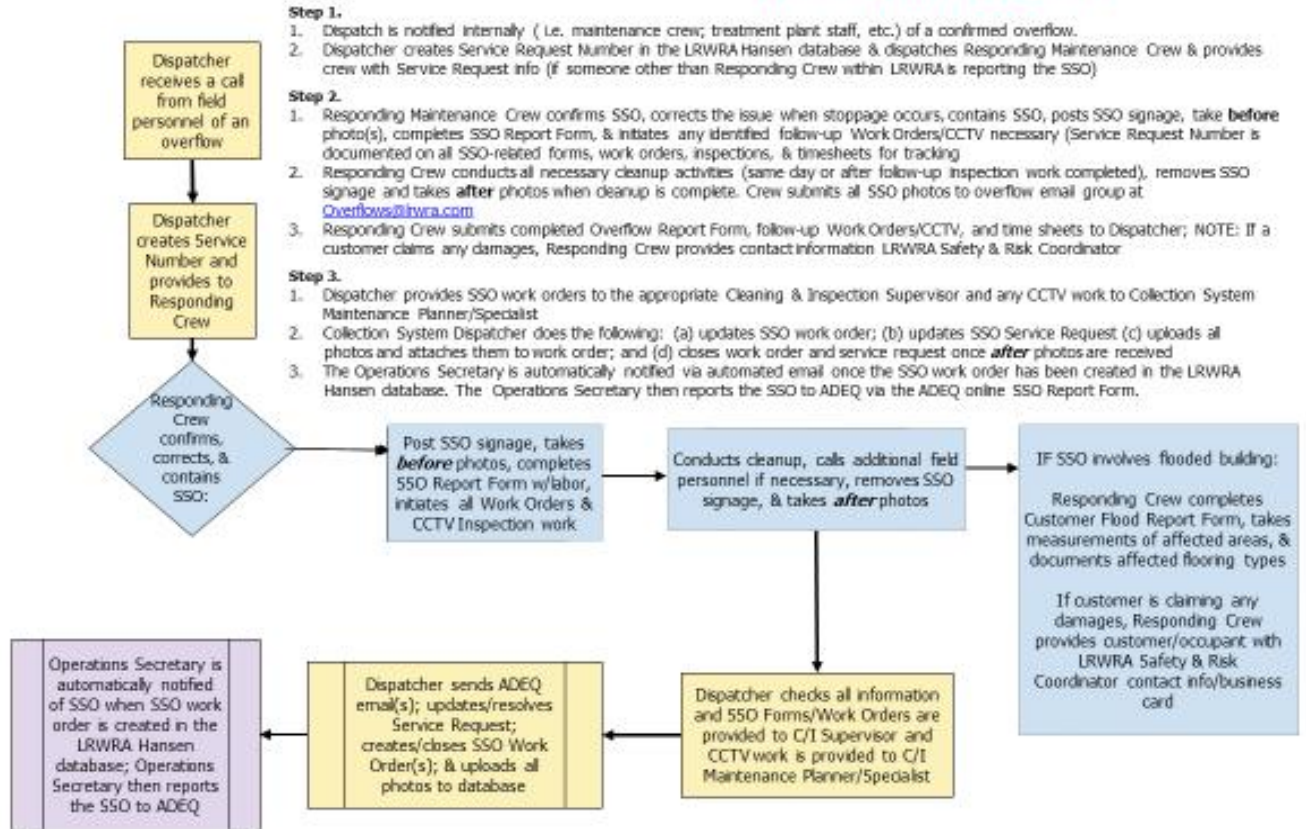 Step 1.
1. Dispatch is notified internally ( i.e. maintenance crew; treatment plant staff, etc.) of a confirmed overflow.
2. Dispatcher creates Service Request Number in the LRWRA Hansen database & dispatches Responding Maintenance Crew & provides
crew with Service Request info (if someone other than Responding Crew within LRWRA is reporting the SSO)
Step 2.
1. Responding Maintenance Crew confirms SSO, corrects the issue when stoppage occurs, contains SSO, posts SSO signage, take before
photo(s), completes SSO Report Form, & initiates any identified follow-up Work Orders/CCTV necessary (Service Request Number is
documented on all SSO-related forms, work orders, inspections, & timesheets for tracking
2. Responding Crew conducts all necessary cleanup activities (same day or after follow-up inspection work completed), removes SSO
signage and takes after photos when cleanup is complete. Crew submits all SSO photos to overflow email group at
Overflows@lrwra.com
3. Responding Crew submits completed Overflow Report Form, follow-up Work Orders/CCTV, and time sheets to Dispatcher; NOTE: If a
customer claims any damages, Responding Crew provides contact information LRWRA Safety & Risk Coordinator
Step 3.
1. Dispatcher provides SSO work orders to the appropriate Cleaning & Inspection Supervisor and any CCTV work to Collection System
Maintenance Planner/Specialist
2. Collection System Dispatcher does the following: (a) updates SSO work order; (b) updates SSO Service Request (c) uploads all
photos and attaches them to work order; and (d) closes work order and service request once after photos are received
3. The Operations Secretary is automatically notified via automated email once the SSO work order has been created in the LRWRA
Hansen database. The Operations Secretary then reports the SSO to ADEQ via the ADEQ online SSO Report Form.
Dispatcher
receives a call
from field
personnel of an
overflow
Dispatcher
creates Service
Number and
provides to
Responding
Crew
Responding
Crew
confirms,
corrects, &
contains
SSO:
Post SSO signage, takes
before photos, completes
SSO Report Form w/labor,
initiates all Work Orders &
CCTV Inspection work
Conducts cleanup, calls additional field
personnel if necessary, removes SSO
signage, & takes after photos
IF SSO involves flooded building:
Responding Crew completes
Customer Flood Report Form, takes
measurements of affected areas, &
documents affected flooring types
If customer is claiming any
damages, Responding Crew
provides customer/occupant with
LRWRA Safety & Risk
Coordinator contact info/business
card
Dispatcher checks all information
and SSO Forms/Work Orders are
provided to C/I Supervisor and
CCTV work is provided to C/I
Maintenance Planner/Specialist
Dispatcher sends ADEQ
email(s); updates/resolves
Service Request;
creates/closes SSO Work
Order(s); & uploads all
photos to database
Operations Secretary is
automatically notified
of SSO when SSO work
order is created in the
LRWRA Hansen
database; Operations
Secretary then reports
the SSO to ADEQ